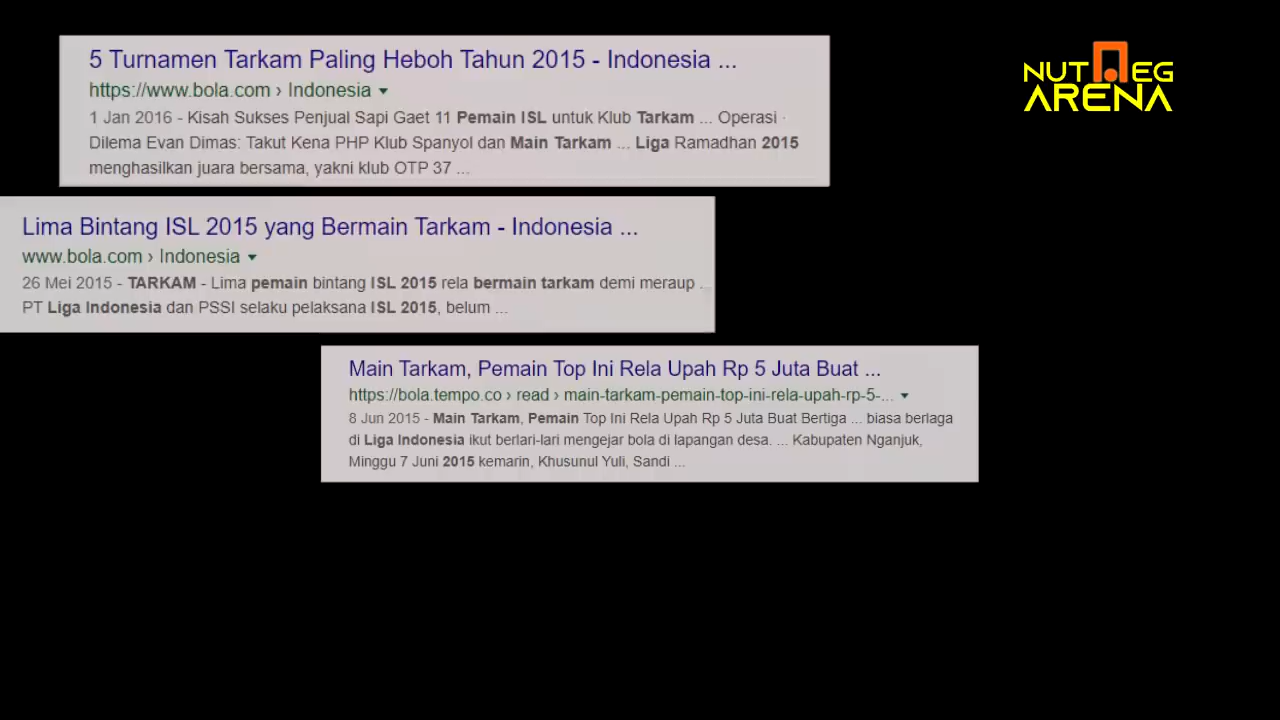 5 Turnamen Tarkam Paling Heboh Tahun 2015 - Indonesia ...
https://www.bola.com › Indonesia
1 Jan 2016 - Kisah Sukses Penjual Sapi Gaet 11 Pemain ISL untuk Klub Tarkam ... Operasi ·
Dilema Evan Dimas: Takut Kena PHP Klub Spanyol dan Main Tarkam ... Liga Ramadhan 2015
menghasilkan juara bersama, yakni klub OTP 37 ...
NUTMEG
ARENA
Lima Bintang ISL 2015 yang Bermain Tarkam - Indonesia ...
www.bola.com › Indonesia
26 Mei 2015 - TARKAM - Lima pemain bintang ISL 2015 rela bermain tarkam demi meraup ..
PT Liga Indonesia dan PSSI selaku pelaksana ISL 2015, belum ...
Main Tarkam, Pemain Top Ini Rela Upah Rp 5 Juta Buat ...
https://bola.tempo.co › read › main-tarkam-pemain-top-ini-rela-upah-rp-5-...
8 Jun 2015 - Main Tarkam, Pemain Top Ini Rela Upah Rp 5 Juta Buat Bertiga ... biasa berlaga
di Liga Indonesia ikut berlari-lari mengejar bola di lapangan desa. ... Kabupaten Nganjuk,
Minggu 7 Juni 2015 kemarin, Khusunul Yuli, Sandi ...